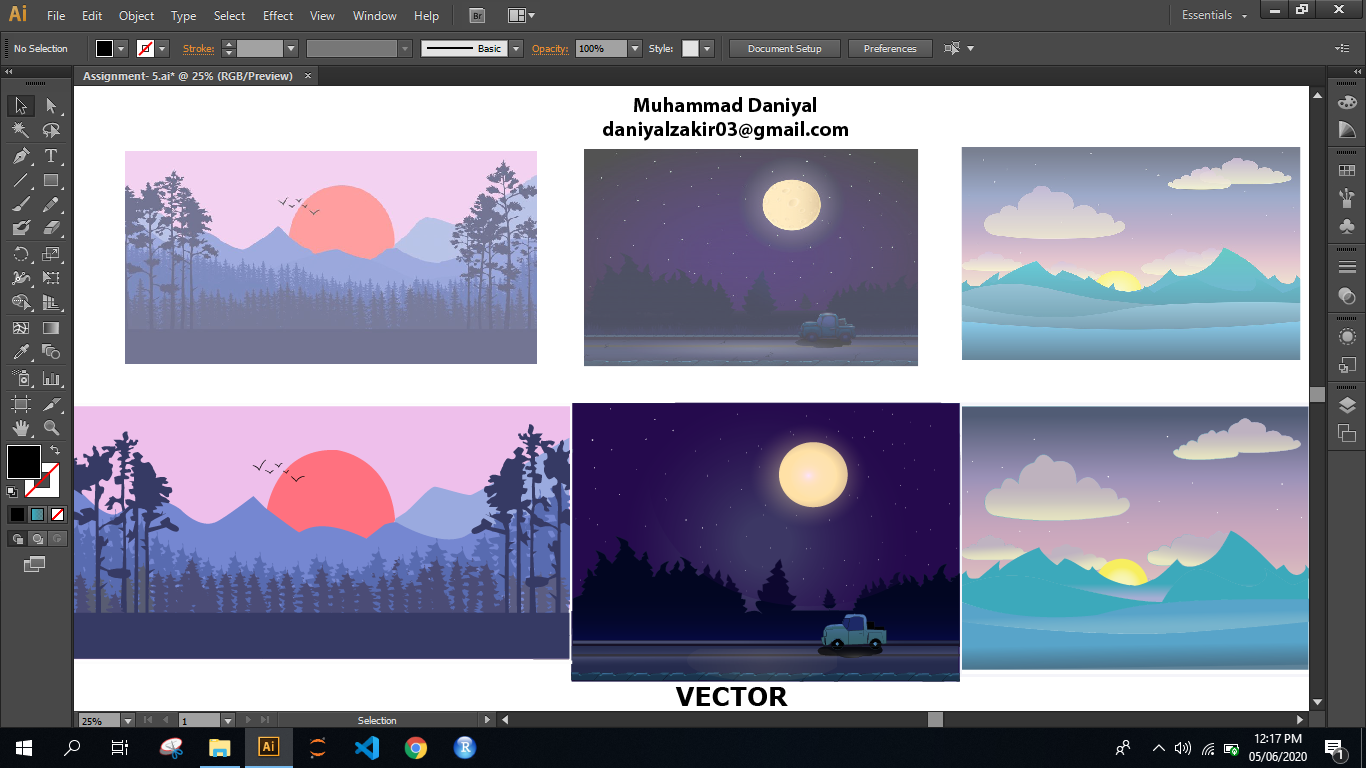 Ai File Edit Object Type Select Effect View Window Help Br Essentials
No Selection Stroke: Basic Opacity: 100% Style: Document Setup Preferences
Assignment- 5.ai* @ 25% (RGB/Preview)
Muhammad Daniyal
daniyalzakir03@gmail.com
VECTOR
25% 1 Selection
Ai R
12:17 PM
05/06/2020
1